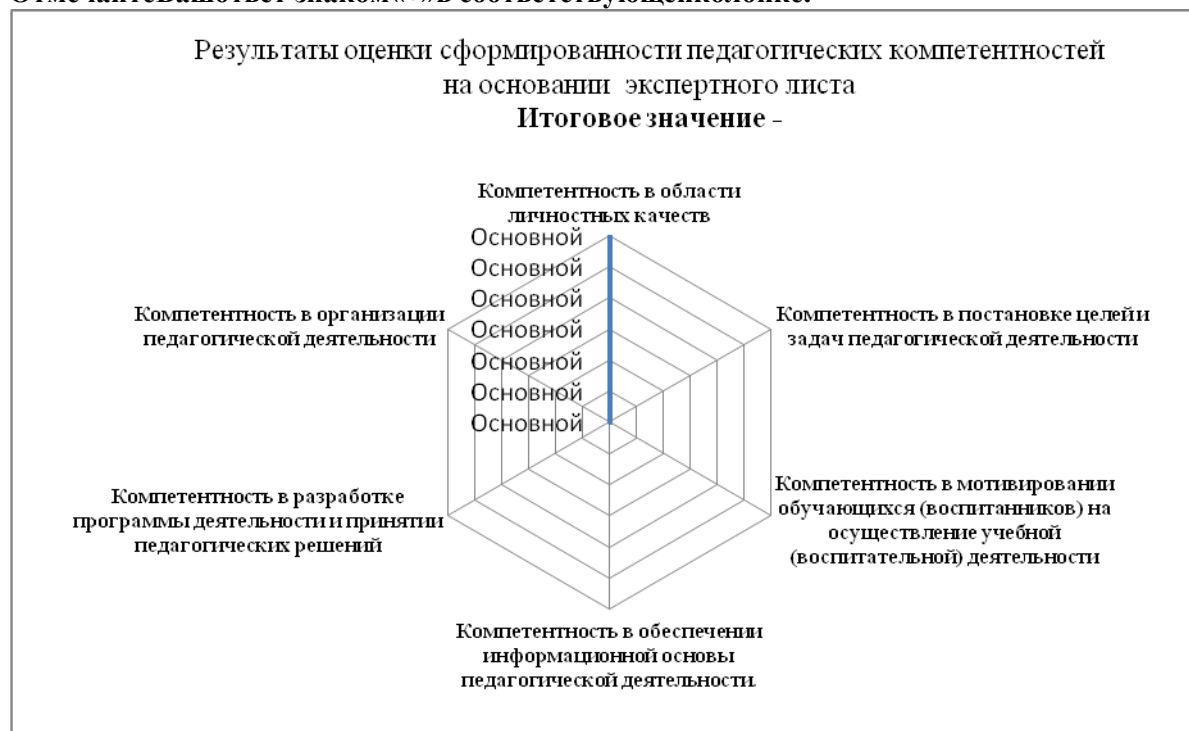 Результаты оценки сформированности педагогических компетентностей
на основании экспертного листа
Итоговое значение -
Компетентность в области
личностных качеств
Основной
Основной
Основной
Основной
Основной
Основной
Основной
Компетентность в постановке целей и
задач педагогической деятельности
Компетентность в мотивировании
обучающихся (воспитанников) на
осуществление учебной
(воспитательной) деятельности
Компетентность в обеспечении
информационной основы
педагогической деятельности.
Компетентность в разработке
программы деятельности и принятии
педагогических решений
Компетентность в организации
педагогической деятельности